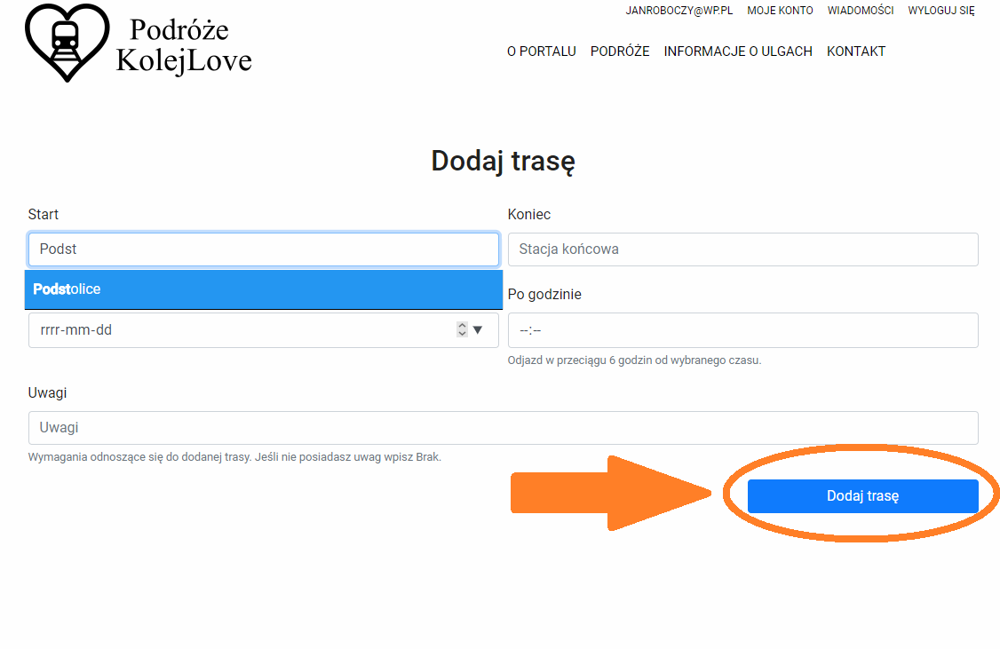 JANROBOCZY@WP.PL MOJE KONTO WIADOMOŚCI WYLOGUJ SIĘ
Podróże
KolejLove
O PORTALU PODRÓŻE INFORMACJE O ULGACH KONTAKT
Dodaj trasę
Start
Koniec
Podst
Stacja końcowa
Podstolice
Po godzinie
rrrr-mm-dd
--:--
Odjazd w przeciągu 6 godzin od wybranego czasu.
Uwagi
Uwagi
Wymagania odnoszące się do dodanej trasy. Jeśli nie posiadasz uwag wpisz Brak.
Dodaj trasę